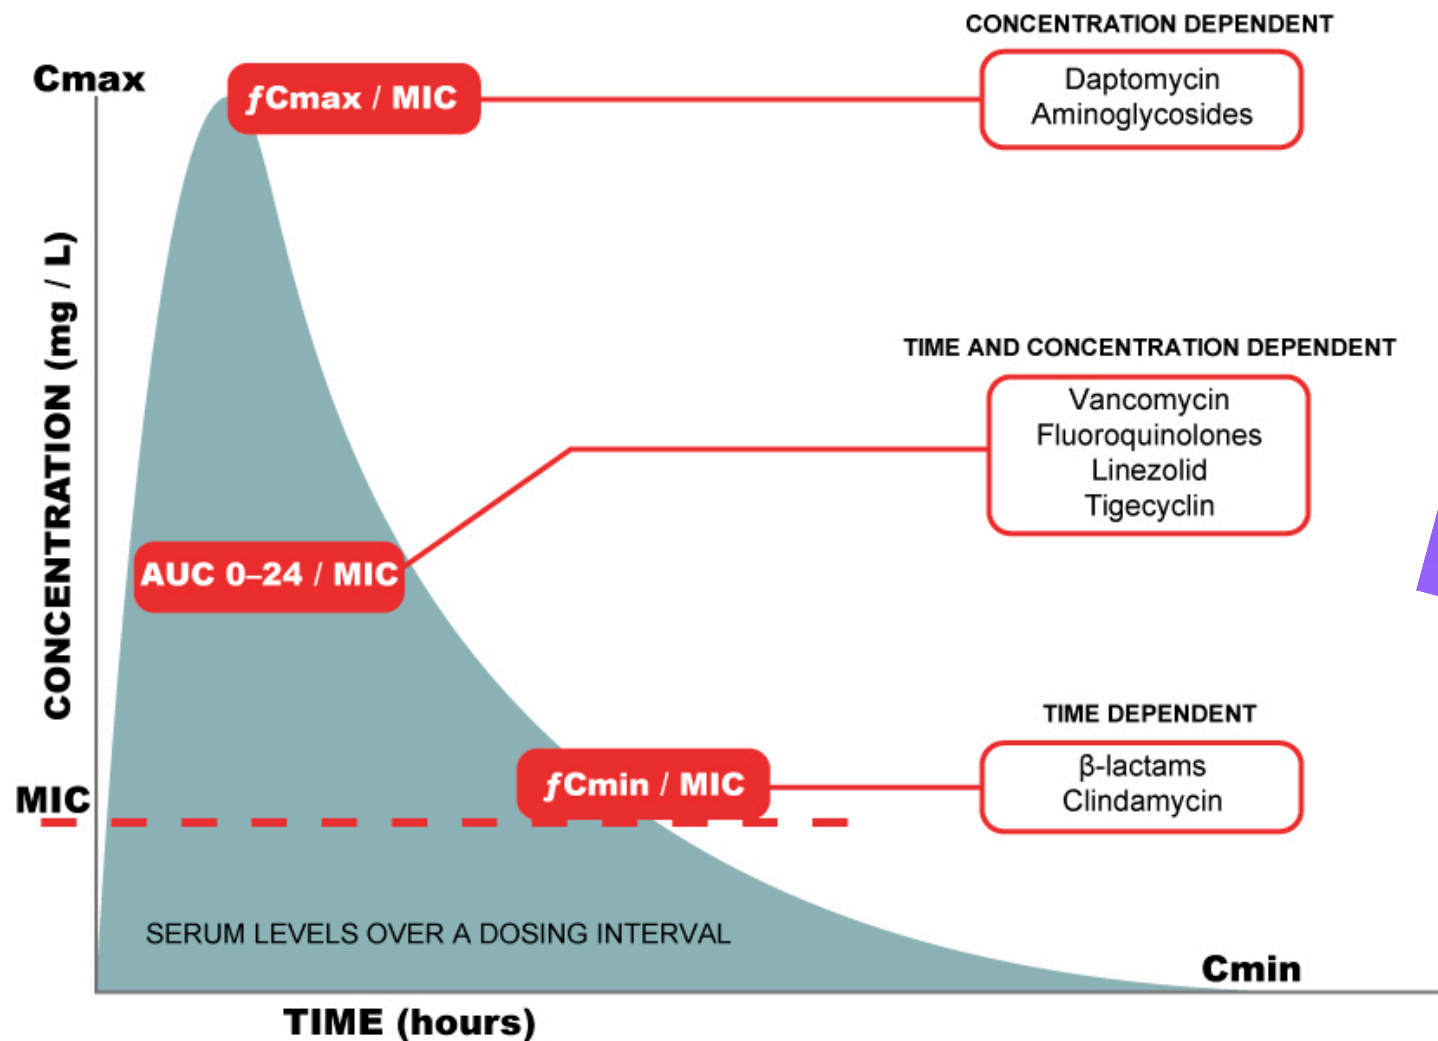 CONCENTRATION DEPENDENT
Cmax
ƒCmax / MIC
Daptomycin
Aminoglycosides
CONCENTRATION (mg / L)
TIME AND CONCENTRATION DEPENDENT
Vancomycin
Fluoroquinolones
Linezolid
Tigecyclin
AUC 0–24 / MIC
TIME DEPENDENT
ƒCmin / MIC
β-lactams
Clindamycin
MIC
SERUM LEVELS OVER A DOSING INTERVAL
Cmin
TIME (hours)